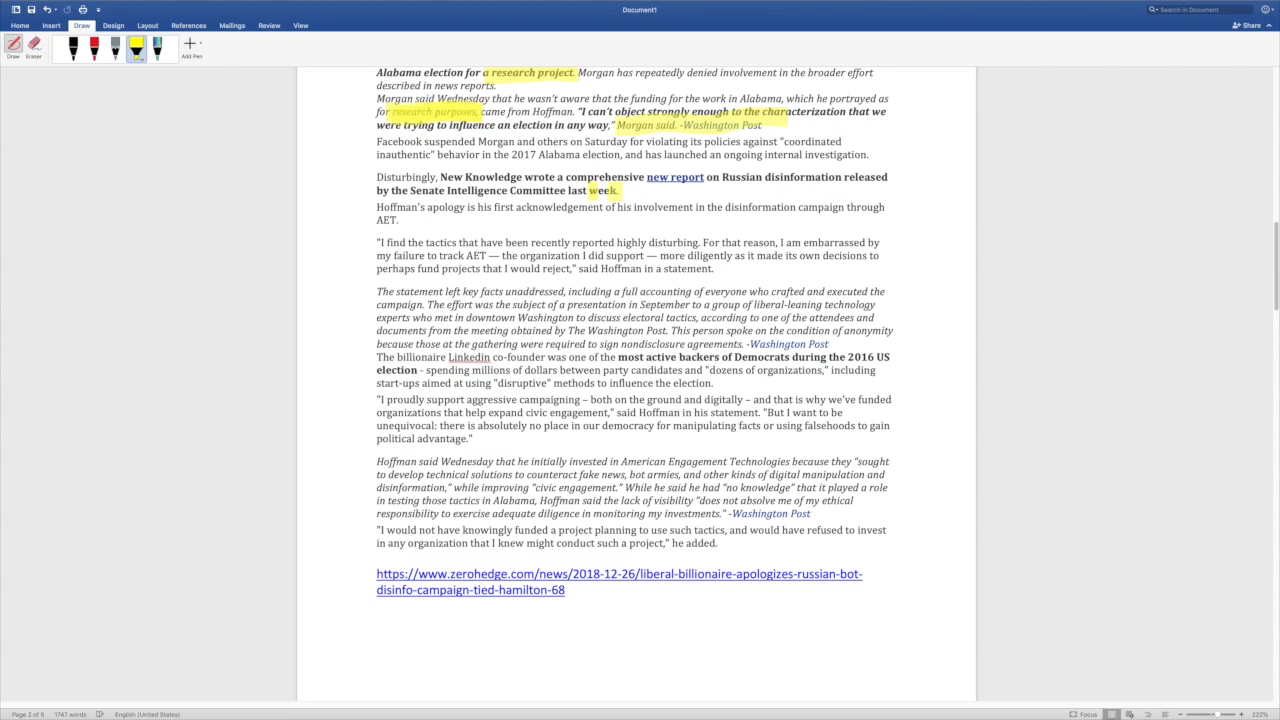 Document1
Search in Document
Home Insert Draw Design Layout References Mailings Review View
Share
Draw Eraser Add Pen
Alabama election for a research project. Morgan has repeatedly denied involvement in the broader effort
described in news reports.
Morgan said Wednesday that he wasn't aware that the funding for the work in Alabama, which he portrayed as
for research purposes, came from Hoffman. “I can’t object strongly enough to the characterization that we
were trying to influence an election in any way,” Morgan said. -Washington Post
Facebook suspended Morgan and others on Saturday for violating its policies against "coordinated
inauthentic" behavior in the 2017 Alabama election, and has launched an ongoing internal investigation.
Disturbingly, New Knowledge wrote a comprehensive new report on Russian disinformation released
by the Senate Intelligence Committee last week.
Hoffman's apology is his first acknowledgement of his involvement in the disinformation campaign through
AET.
"I find the tactics that have been recently reported highly disturbing. For that reason, I am embarrassed by
my failure to track AET — the organization I did support — more diligently as it made its own decisions to
perhaps fund projects that I would reject," said Hoffman in a statement.
The statement left key facts unaddressed, including a full accounting of everyone who crafted and executed the
campaign. The effort was the subject of a presentation in September to a group of liberal-leaning technology
experts who met in downtown Washington to discuss electoral tactics, according to one of the attendees and
documents from the meeting obtained by The Washington Post. This person spoke on the condition of anonymity
because those at the gathering were required to sign nondisclosure agreements. -Washington Post
The billionaire Linkedin co-founder was one of the most active backers of Democrats during the 2016 US
election - spending millions of dollars between party candidates and "dozens of organizations," including
start-ups aimed at using "disruptive" methods to influence the election.
"I proudly support aggressive campaigning – both on the ground and digitally – and that is why we've funded
organizations that help expand civic engagement," said Hoffman in his statement. "But I want to be
unequivocal: there is absolutely no place in our democracy for manipulating facts or using falsehoods to gain
political advantage."
Hoffman said Wednesday that he initially invested in American Engagement Technologies because they “sought
to develop technical solutions to counteract fake news, bot armies, and other kinds of digital manipulation and
disinformation,” while improving “civic engagement.” While he said he had “no knowledge” that it played a role
in testing those tactics in Alabama, Hoffman said the lack of visibility “does not absolve me of my ethical
responsibility to exercise adequate diligence in monitoring my investments.” -Washington Post
"I would not have knowingly funded a project planning to use such tactics, and would have refused to invest
in any organization that I knew might conduct such a project," he added.
https://www.zerohedge.com/news/2018-12-26/liberal-billionaire-apologizes-russian-bot-
disinfo-campaign-tied-hamilton-68
Page 2 of 5 1747 words English (United States) Focus 222%